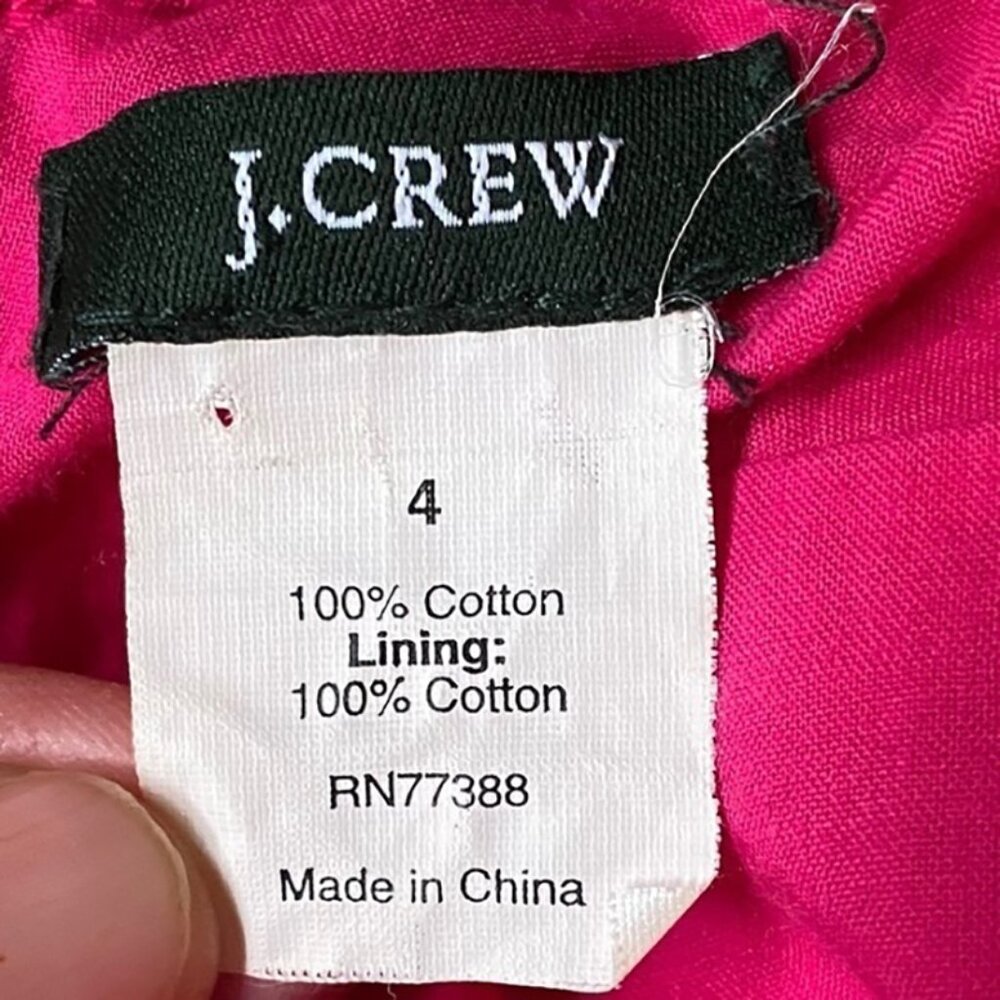 J.CREW
4
100% Cotton
Lining:
100% Cotton
RN77388
Made in China